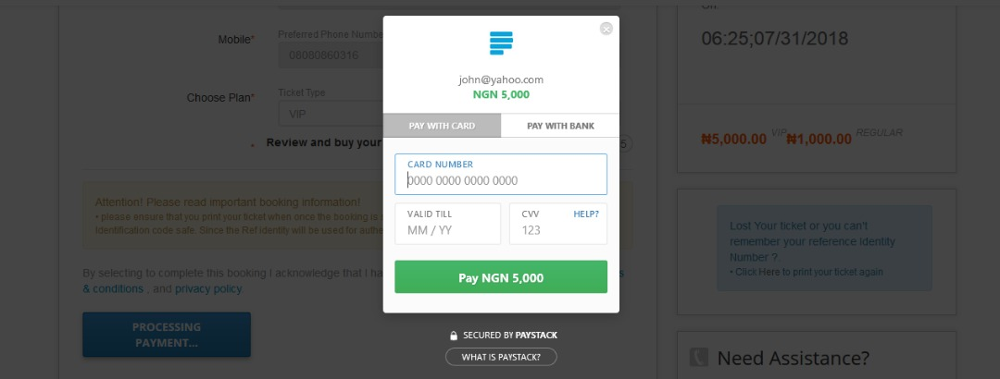 On:
06:25;07/31/2018
Mobile*
Preferred Phone Numbe
08080860316
Choose Plan*
Ticket Type
VIP
* Review and buy your
5
john@yahoo.com
NGN 5,000
PAY WITH CARD
PAY WITH BANK
CARD NUMBER
0000 0000 0000 0000
VALID TILL
MM / YY
CVV
HELP?
123
Pay NGN 5,000
SECURED BY PAYSTACK
WHAT IS PAYSTACK?
Attention! Please read important booking information!
• please ensure that you print your ticket when once the booking is
Identification code safe. Since the Ref identity will be used for authe
By selecting to complete this booking I acknowledge that I ha
s
& conditions , and privacy policy.
PROCESSING
PAYMENT...
₦5,000.00 VIP ₦1,000.00 REGULAR
Lost Your ticket or you can't
remember your reference Identity
Number ?.
• Click Here to print your ticket again
Need Assistance?